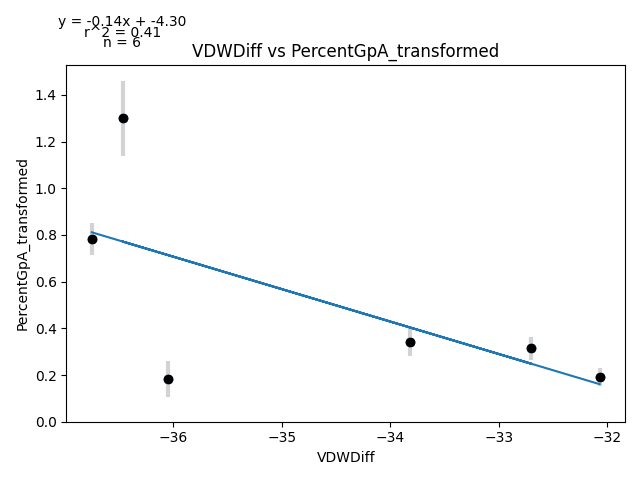 y = -0.14x + -4.30
r^2 = 0.41
n = 6
VDWDiff vs PercentGpA_transformed
PercentGpA_transformed
1.4
1.2
1.0
0.8
0.6
0.4
0.2
0.0
−36
−35
−34
−33
−32
VDWDiff